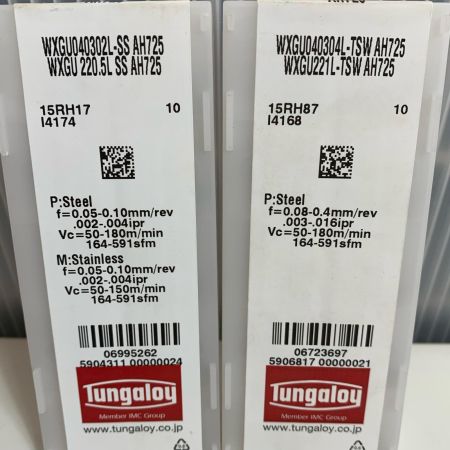 WXGU040302L-SS AH725
WXGU 220.5L SS AH725
15RH17 10
I4174
P:Steel
f=0.05-0.10mm/rev
.002-.004ipr
Vc=50-180m/min
164-591sfm
M:Stainless
f=0.05-0.10mm/rev
.002-.004ipr
Vc=50-150m/min
164-591sfm
06995262
5904311 00000024
Tungaloy
Member IMC Group
www.tungaloy.co.jp
WXGU040304L-TSW AH725
WXGU221L-TSW AH725
15RH87 10
I4168
P:Steel
f=0.08-0.4mm/rev
.003-.016ipr
Vc=50-180m/min
164-591sfm
06723697
5906817 00000021
Tungaloy
Member IMC Group
www.tungaloy.co.jp